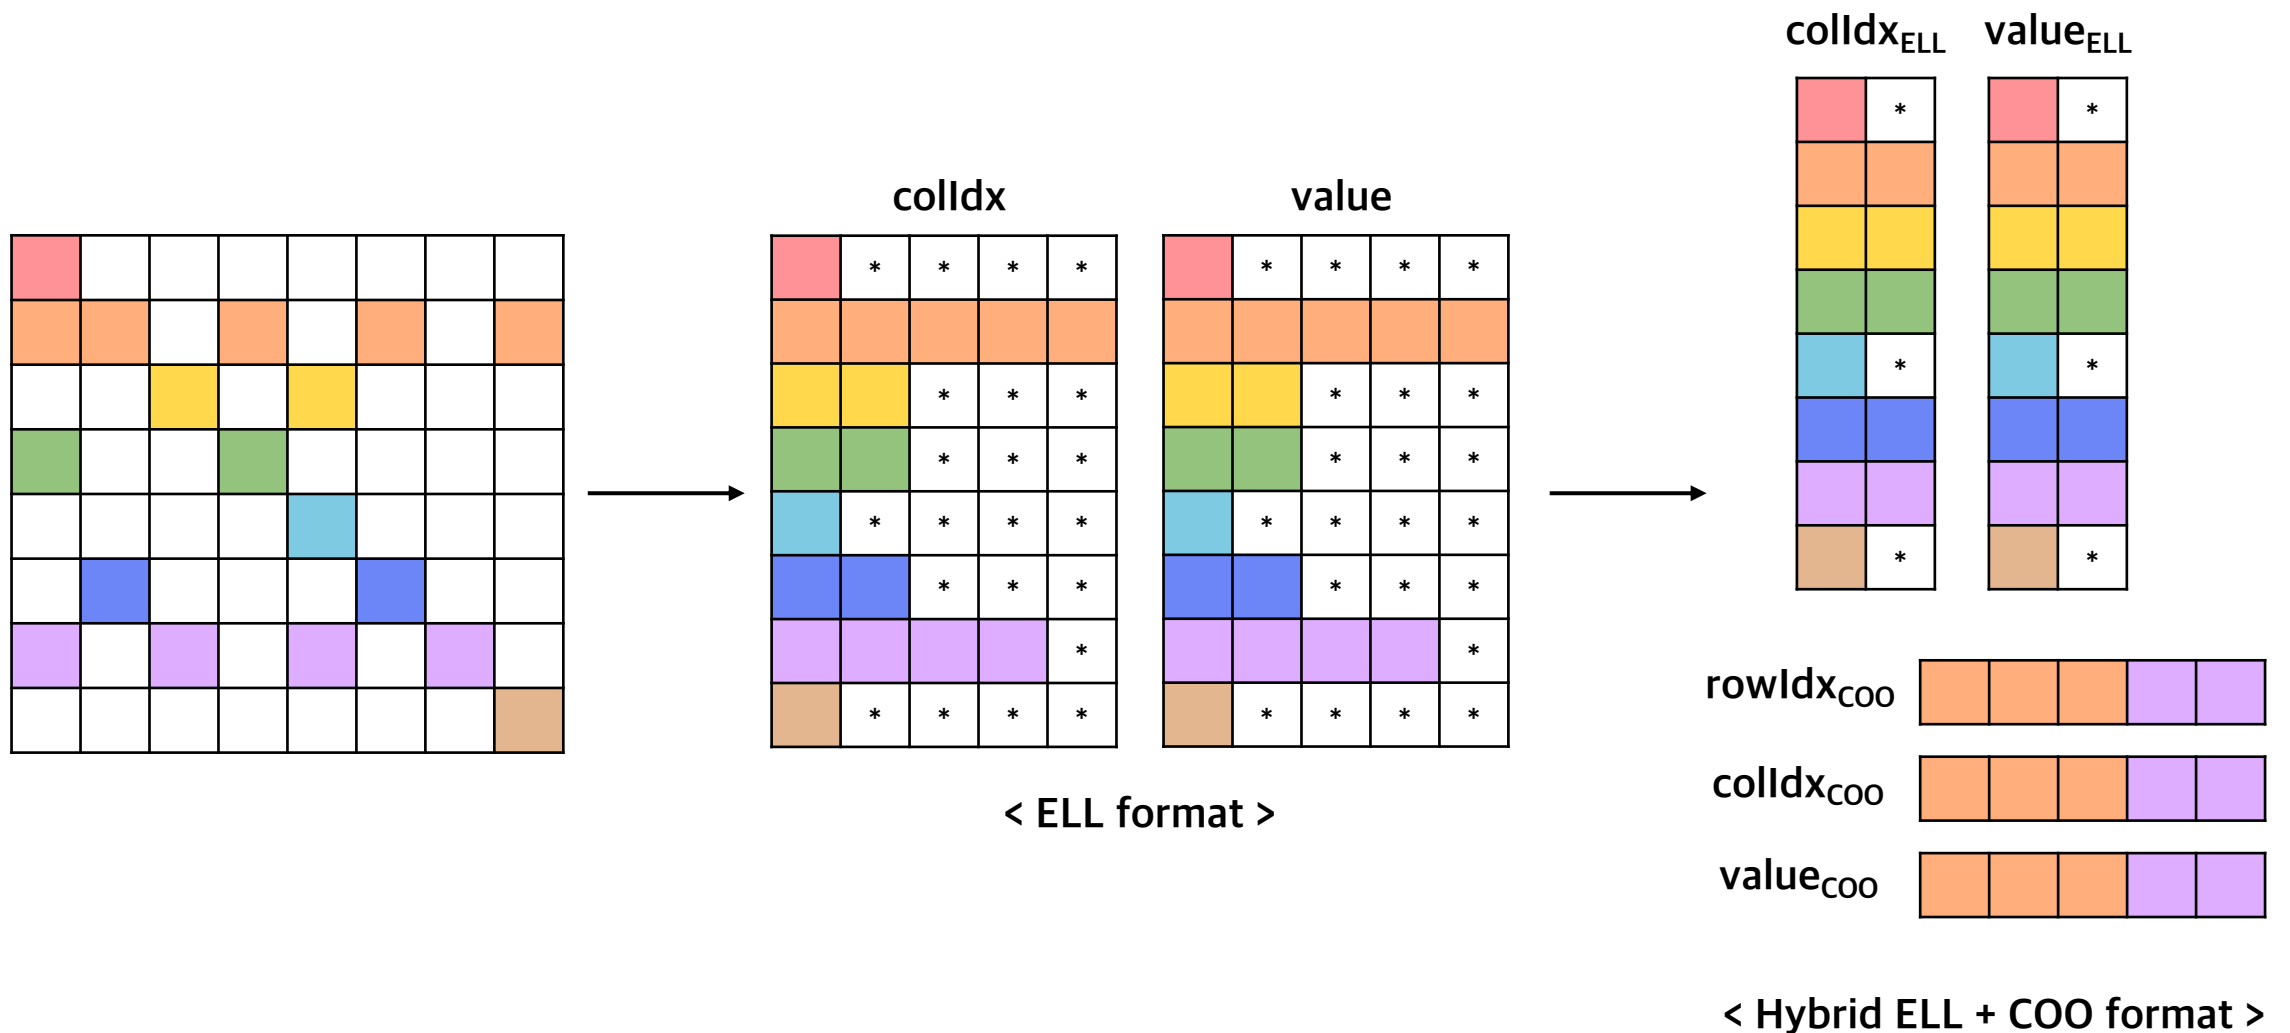 colIdx
value
* * * *
* * * *
* * *
* * *
* * *
* * *
* * * *
* * * *
* * *
* * *
*
*
* * * *
* * * *
< ELL format >
colIdxELL
valueELL
*
*
*
*
*
*
rowIdxCOO
colIdxCOO
valueCOO
< Hybrid ELL + COO format >